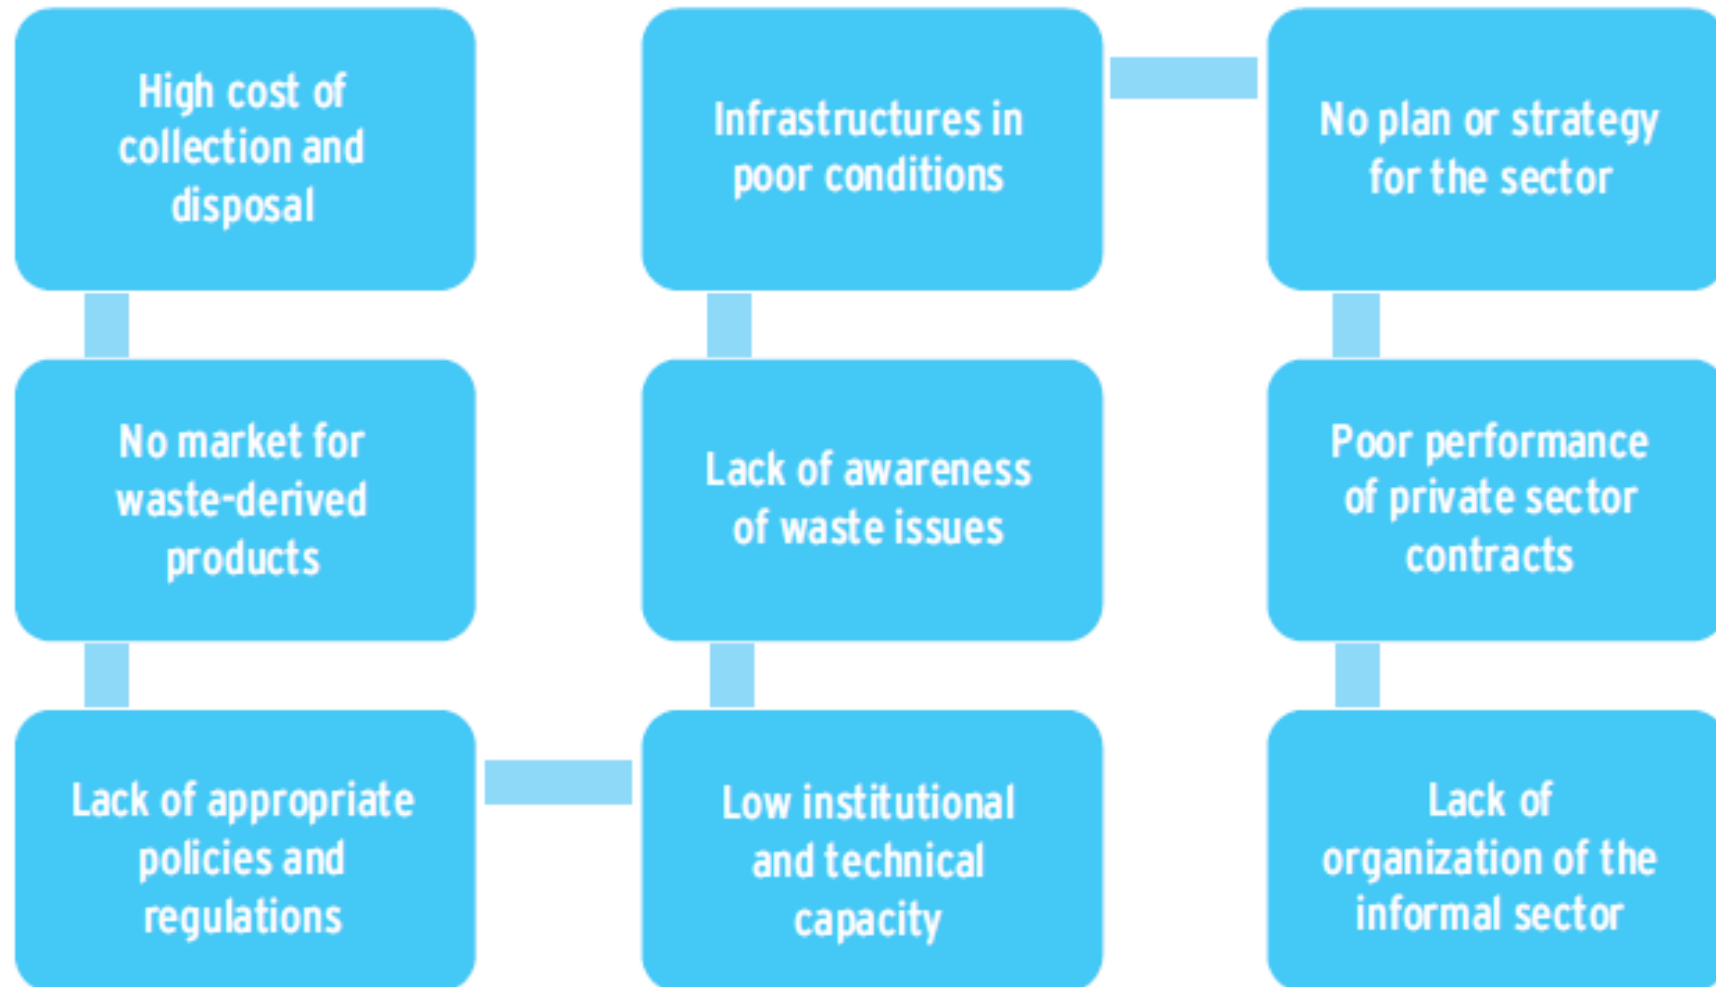 High cost of
collection and
disposal
No market for
waste-derived
products
Lack of appropriate
policies and
regulations
Low institutional
and technical
capacity
Lack of awareness
of waste issues
Infrastructures in
poor conditions
No plan or strategy
for the sector
Poor performance
of private sector
contracts
Lack of
organization of the
informal sector